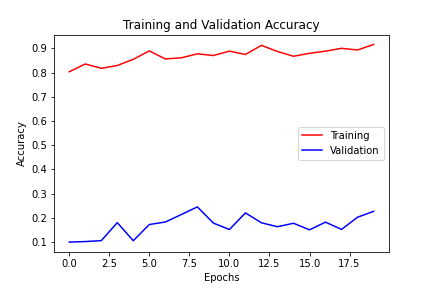 Training and Validation Accuracy
Accuracy
0.9
0.8
0.7
0.6
0.5
0.4
0.3
0.2
0.1
Training
Validation
0.0 2.5 5.0 7.5 10.0 12.5 15.0 17.5
Epochs